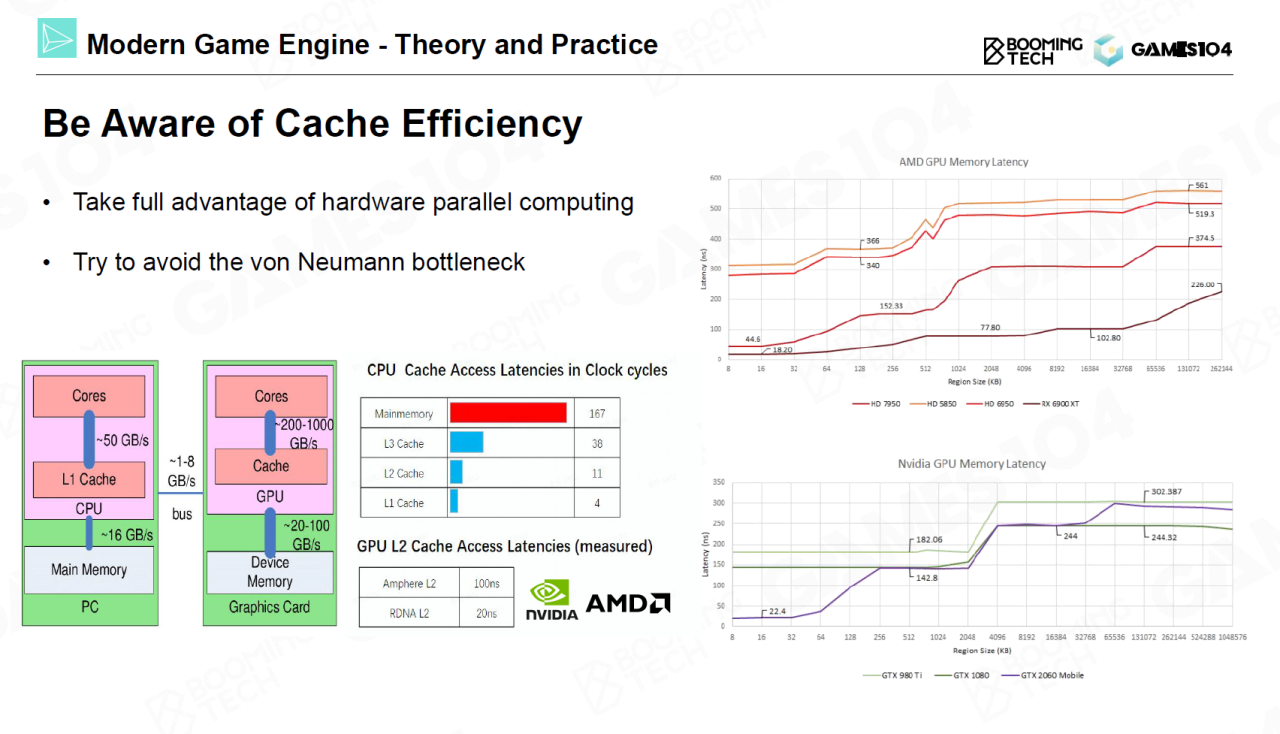 Modern Game Engine - Theory and Practice
BOOMING TECH
GAMES104
Be Aware of Cache Efficiency
• Take full advantage of hardware parallel computing
• Try to avoid the von Neumann bottleneck
Cores
~50 GB/s
L1 Cache
CPU
~16 GB/s
Main Memory
PC
~1-8
GB/s
bus
Cores
~200-1000
GB/s
Cache
GPU
~20-100
GB/s
Device
Memory
Graphics Card
CPU Cache Access Latencies in Clock cycles
Mainmemory 167
L3 Cache 38
L2 Cache 11
L1 Cache 4
GPU L2 Cache Access Latencies (measured)
Amphere L2 100ns
RDNA L2 20ns
NVIDIA
AMD
AMD GPU Memory Latency
Latency (ns)
600
500
400
300
200
100
0
561
519.3
374.5
226.00
366
340
152.33
77.80
102.80
44.6
18.20
8 16 32 64 128 256 512 1024 2048 4096 8192 16384 32768 65536 131072 262144
Region Size (KB)
HD 7950 HD 5850 HD 6950 RX 6900 XT
Nvidia GPU Memory Latency
Latency (ns)
350
300
250
200
150
100
50
0
302.387
182.06
244
244.32
142.8
22.4
8 16 32 64 128 256 512 1024 2048 4096 8192 16384 32768 65536 131072 262144 524288 1048576
Region Size (KB)
GTX 980 Ti GTX 1080 GTX 2060 Mobile